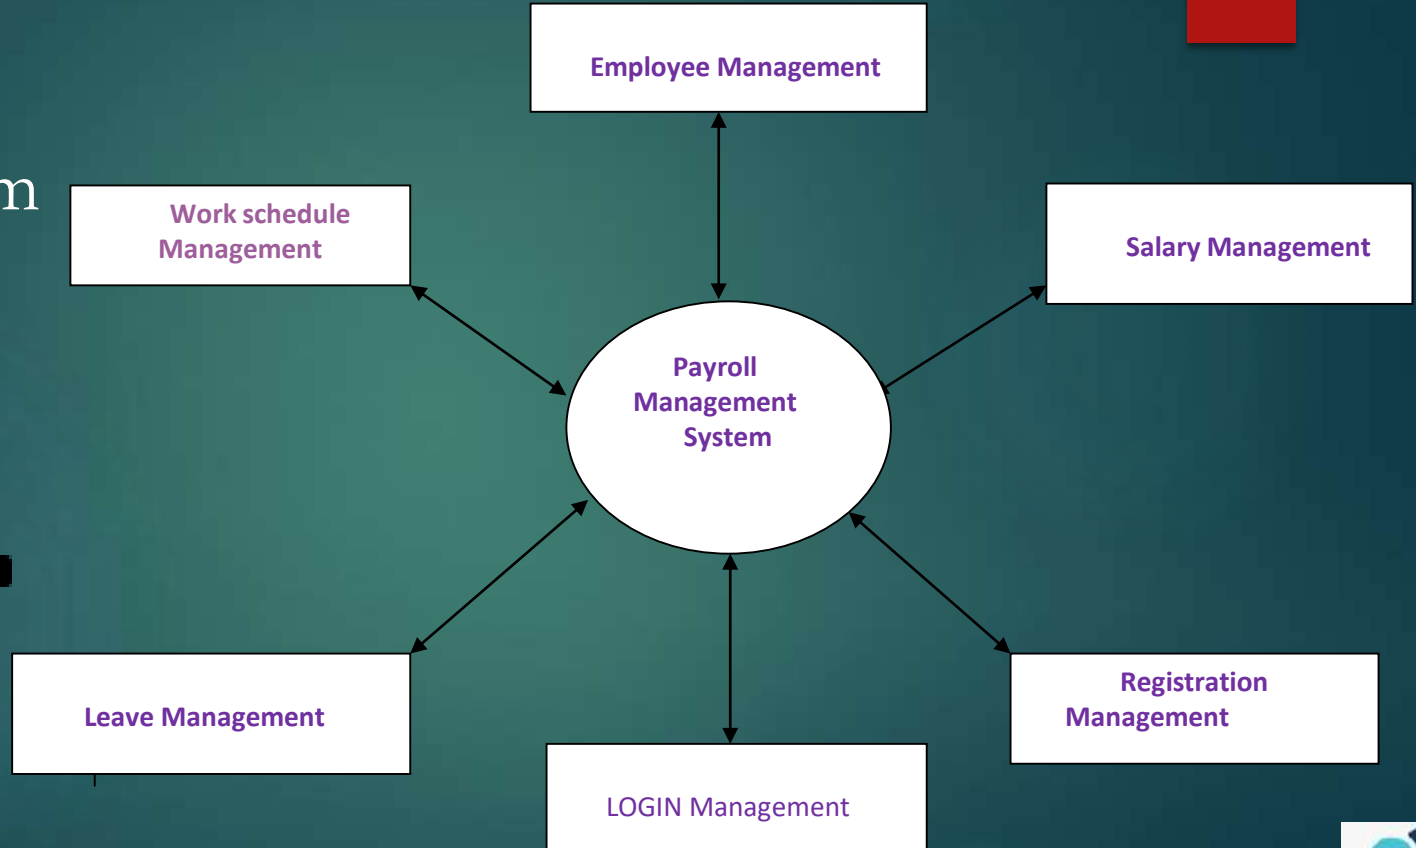 Employee Management
m
Work schedule
Management
Salary Management
Payroll
Management
System
Leave Management
Registration
Management
LOGIN Management